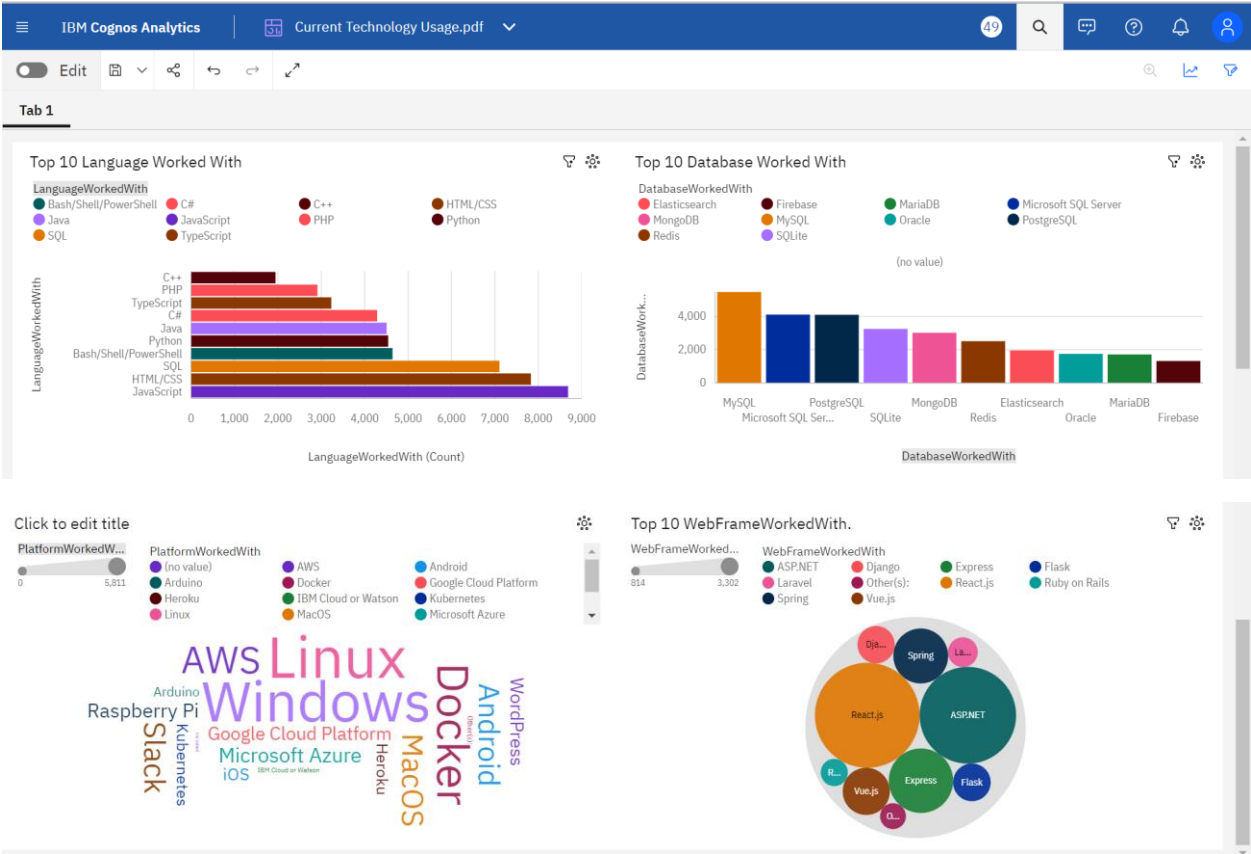 IBM Cognos Analytics
Current Technology Usage.pdf
49
Edit
Tab 1
Top 10 Language Worked With
LanguageWorkedWith
Bash/Shell/PowerShell C# C++ HTML/CSS
Java JavaScript PHP Python
SQL TypeScript
LanguageWorkedWith
C++
PHP
TypeScript
C#
Java
Python
Bash/Shell/PowerShell
SQL
HTML/CSS
JavaScript
0 1,000 2,000 3,000 4,000 5,000 6,000 7,000 8,000 9,000
LanguageWorkedWith (Count)
Top 10 Database Worked With
DatabaseWorkedWith
Elasticsearch Firebase MariaDB Microsoft SQL Server
MongoDB MySQL Oracle PostgreSQL
Redis SQLite
(no value)
DatabaseWork...
4,000
2,000
0
MySQL PostgreSQL MongoDB Elasticsearch MariaDB
Microsoft SQL Ser... SQLite Redis Oracle Firebase
DatabaseWorkedWith
Click to edit title
PlatformWorkedW...
0 5,811
PlatformWorkedWith
(no value) AWS Android
Arduino Docker Google Cloud Platform
Heroku IBM Cloud or Watson Kubernetes
Linux MacOS Microsoft Azure
AWS
Linux
Arduino
Windows
Raspberry Pi
Docker
Android
WordPress
Slack
Kubernetes
Google Cloud Platform
Microsoft Azure
iOS
IBM Cloud or Watson
Heroku
MacOS
Top 10 WebFrameWorkedWith.
WebFrameWorked...
814 3,302
WebFrameWorkedWith
ASP.NET Django Express Flask
Laravel Other(s): React.js Ruby on Rails
Spring Vue.js
Dja...
Spring
La...
React.js
ASP.NET
R...
Vue.js
Express
Flask
O...